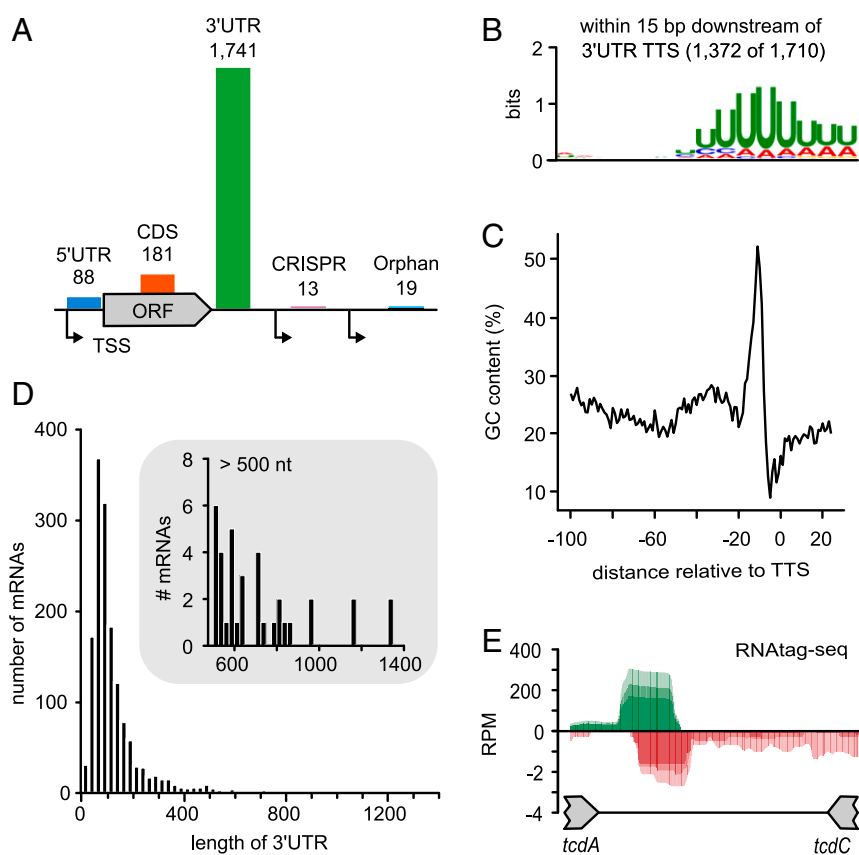 A
3'UTR
1,741
CDS
181
5'UTR
88
CRISPR
13
Orphan
19
ORF
TSS
B
within 15 bp downstream of
3'UTR TTS (1,372 of 1,710)
2
1
0
bits
C
50
40
30
20
10
GC content (%)
-100 -60 -20 0 20
distance relative to TTS
D
400
300
200
100
0
number of mRNAs
0 400 800 1200
length of 3'UTR
> 500 nt
8
6
4
2
0
# mRNAs
600 1000 1400
E
RNAtag-seq
400
200
0
-2
-4
RPM
tcdA tcdC